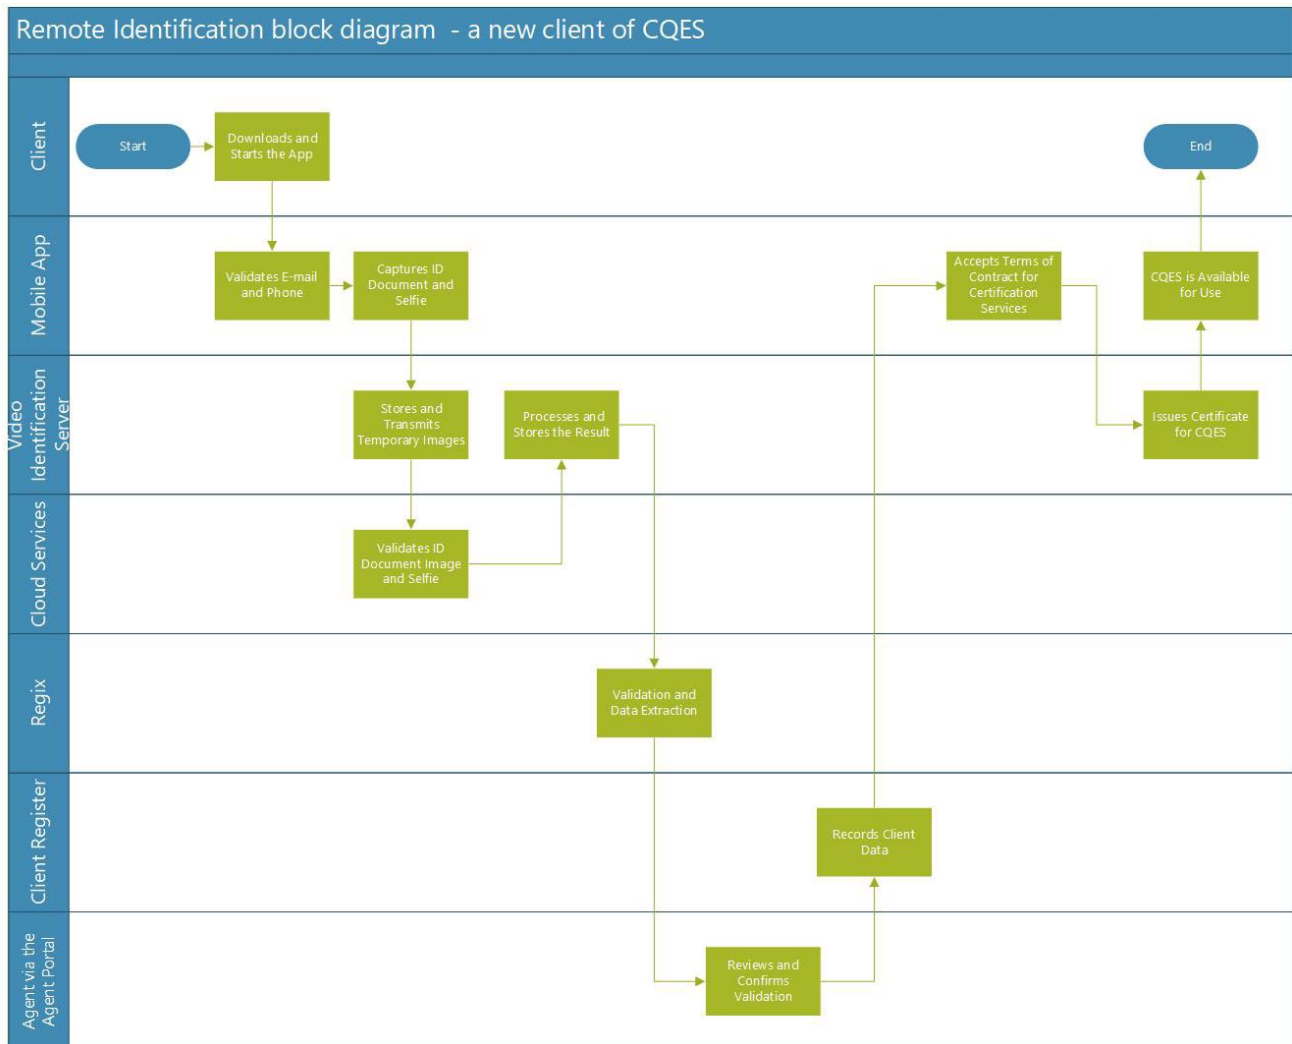 Remote Identification block diagram  - a new client of CQES
Client
Start
Downloads and
Starts the App
End
Mobile App
Validates E-mail
and Phone
Captures ID
Document and
Selfie
Accepts Terms of
Contract for
Certification
Services
CQES is Available
for Use
Video
Identification
Server
Stores and
Transmits
Temporary Images
Processes and
Stores the Result
Issues Certificate
for CQES
Cloud Services
Validates ID
Document Image
and Selfie
Regix
Validation and
Data Extraction
Client Register
Records Client
Data
Agent via the
Agent Portal
Reviews and
Confirms
Validation